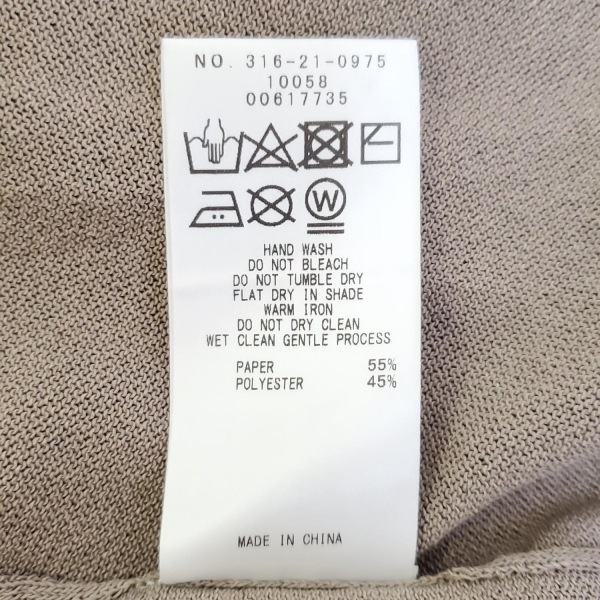 NO. 316-21-0975
10058
00617735
W
HAND WASH
DO NOT BLEACH
DO NOT TUMBLE DRY
FLAT DRY IN SHADE
WARM IRON
DO NOT DRY CLEAN
WET CLEAN GENTLE PROCESS
PAPER 55%
POLYESTER 45%
MADE IN CHINA